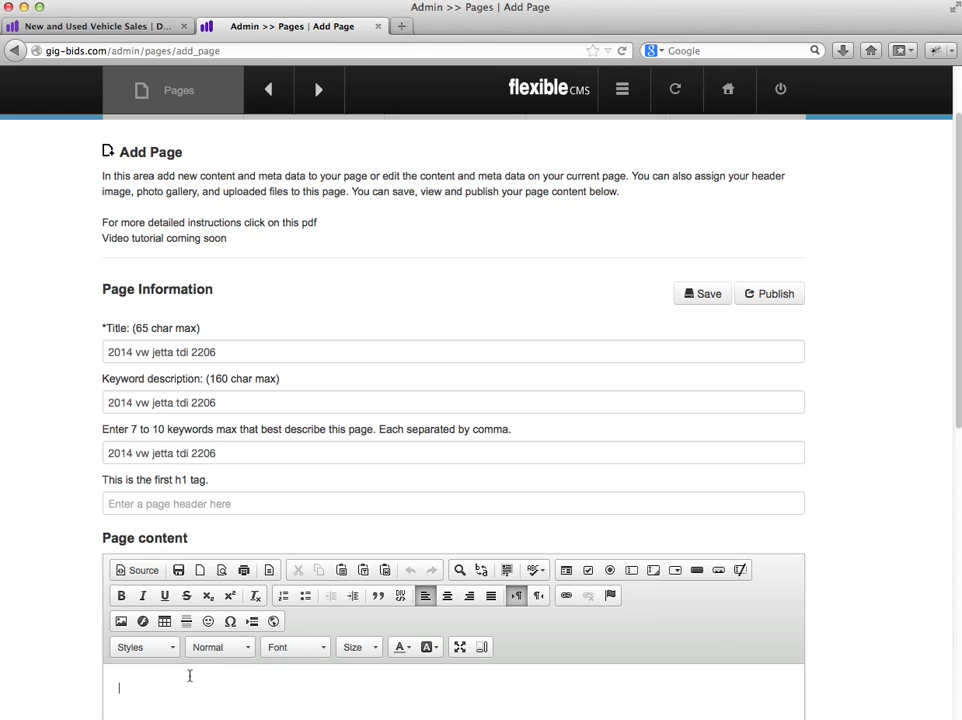 Admin >> Pages | Add Page
New and Used Vehicle Sales | D...
Admin >> Pages | Add Page
gig-bids.com/admin/pages/add_page
Google
Pages
flexibleCMS
Add Page
In this area add new content and meta data to your page or edit the content and meta data on your current page. You can also assign your header
image, photo gallery, and uploaded files to this page. You can save, view and publish your page content below.
For more detailed instructions click on this pdf
Video tutorial coming soon
Page Information
Save
Publish
*Title: (65 char max)
2014 vw jetta tdi 2206
Keyword description: (160 char max)
2014 vw jetta tdi 2206
Enter 7 to 10 keywords max that best describe this page. Each separated by comma.
2014 vw jetta tdi 2206
This is the first h1 tag.
Enter a page header here
Page content
Source
Styles
Normal
Font
Size